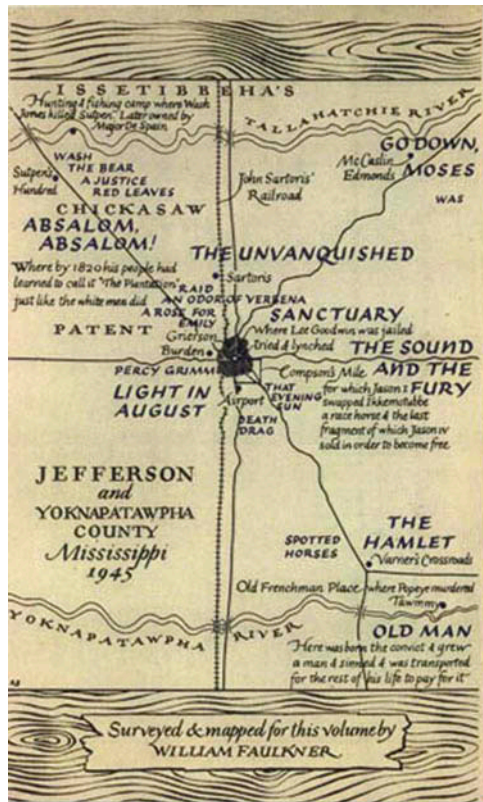 ISSETIBBEHA'S
Hunting & fishing camp where Wash
Jones killed Sutpen. Later owned by
Major De Spain
TALLAHATCHIE RIVER
GO DOWN,
MOSES
McCaslin
Edmonds
WAS
WASH
THE BEAR
A JUSTICE
RED LEAVES
Sutpen's
Hundred
John Sartoris'
Railroad
CHICKASAW
ABSALOM,
ABSALOM!
THE UNVANQUISHED
Where by 1820 his people had
learned to call it "The Plantation"
just like the white men did
Sartoris
RAID
AN ODOR OF VERBENA
A ROSE FOR
EMILY
SANCTUARY
Where Lee Goodwin was jailed
tried & lynched
PATENT
Grierson
Burden
THE SOUND
AND THE
FURY
PERCY GRIMM
Compson's Mile
for which Jason I
swapped Ikkemotubbe
a race horse & the last
fragment of which Jason IV
sold in order to become free
LIGHT IN
AUGUST
Airport
THAT
EVENING
SUN
DEATH
DRAG
JEFFERSON
and
YOKNAPATAWPHA
COUNTY
Mississippi
1945
SPOTTED
HORSES
THE
HAMLET
Varner's Crossroads
Old Frenchman Place, where Popeye murdered
Tawmmy
YOKNAPATAWPHA RIVER
OLD MAN
Here was born the convict & grew
a man & sinned & was transported
for the rest of his life to pay for it
Surveyed & mapped for this volume by
WILLIAM FAULKNER